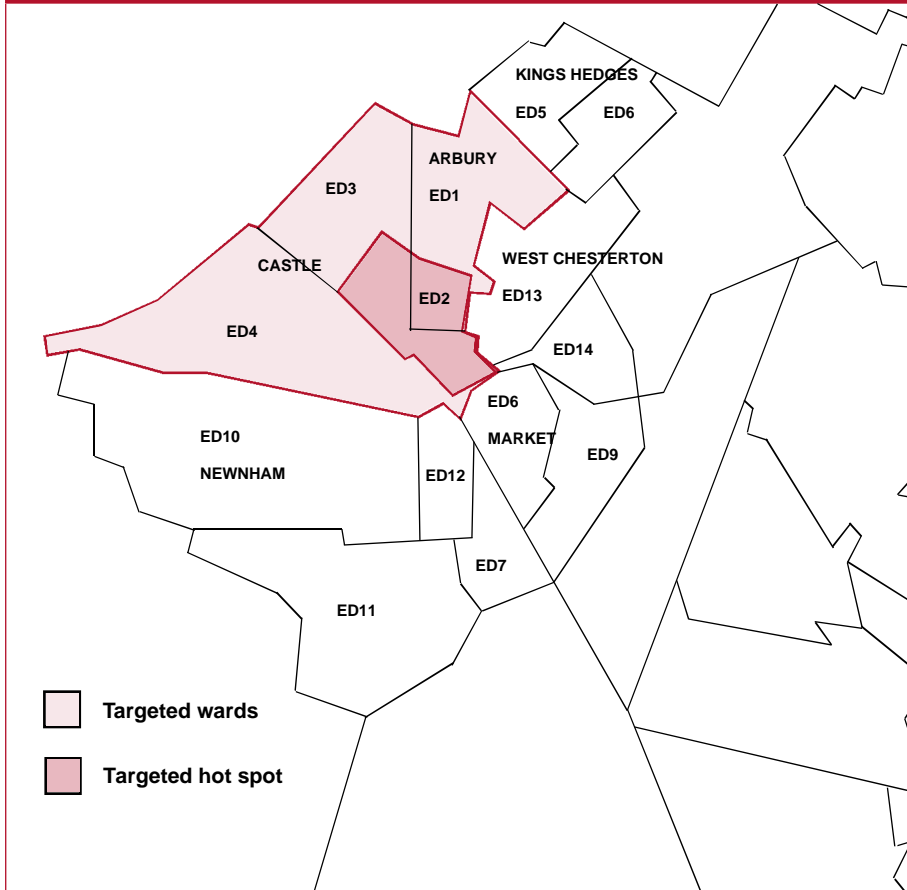 KINGS HEDGES
ED5
ED6
ARBURY
ED3
ED1
WEST CHESTERTON
CASTLE
ED2
ED13
ED4
ED14
ED6
MARKET
ED10
ED9
NEWNHAM
ED12
ED7
ED11
Targeted wards
Targeted hot spot